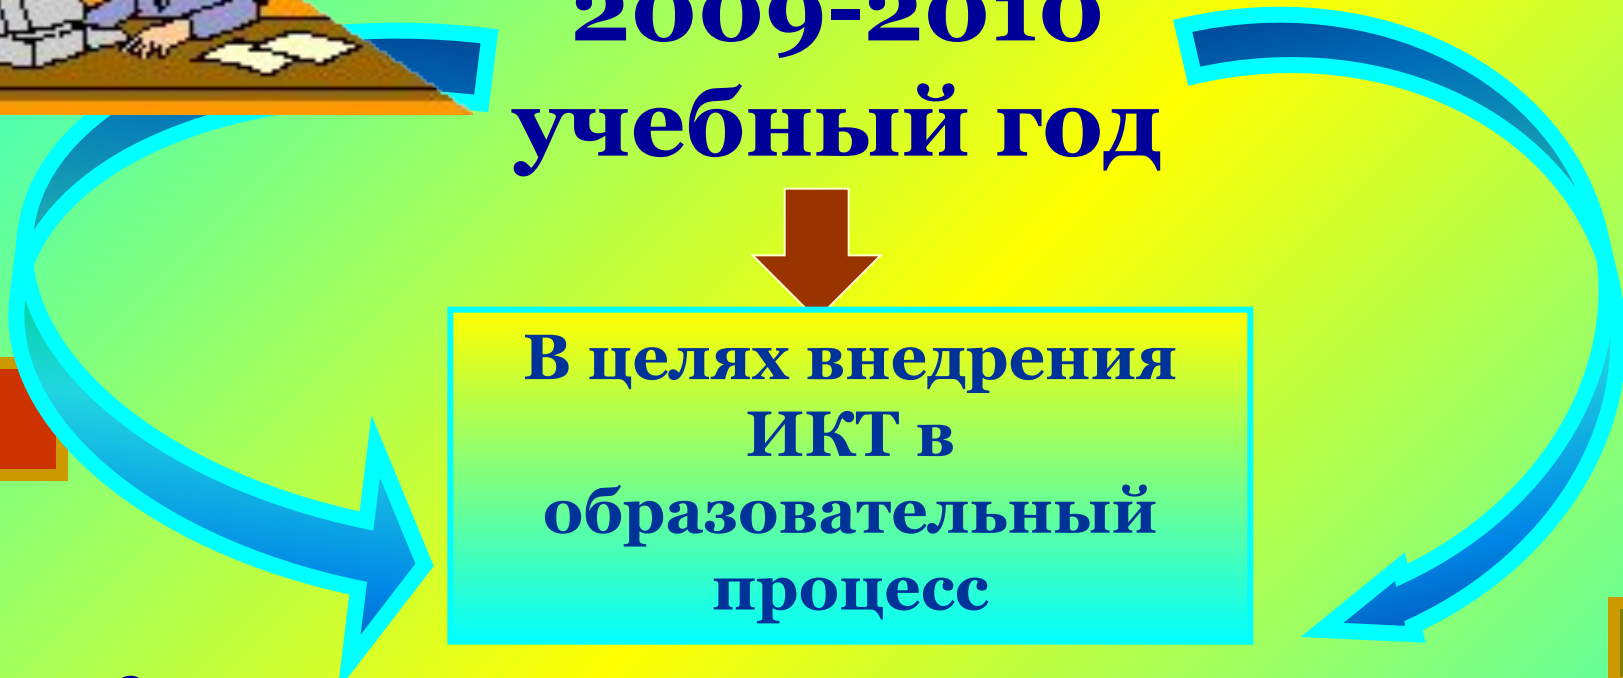 2009-2010
учебный год
В целях внедрения
ИКТ в
образовательный
процесс